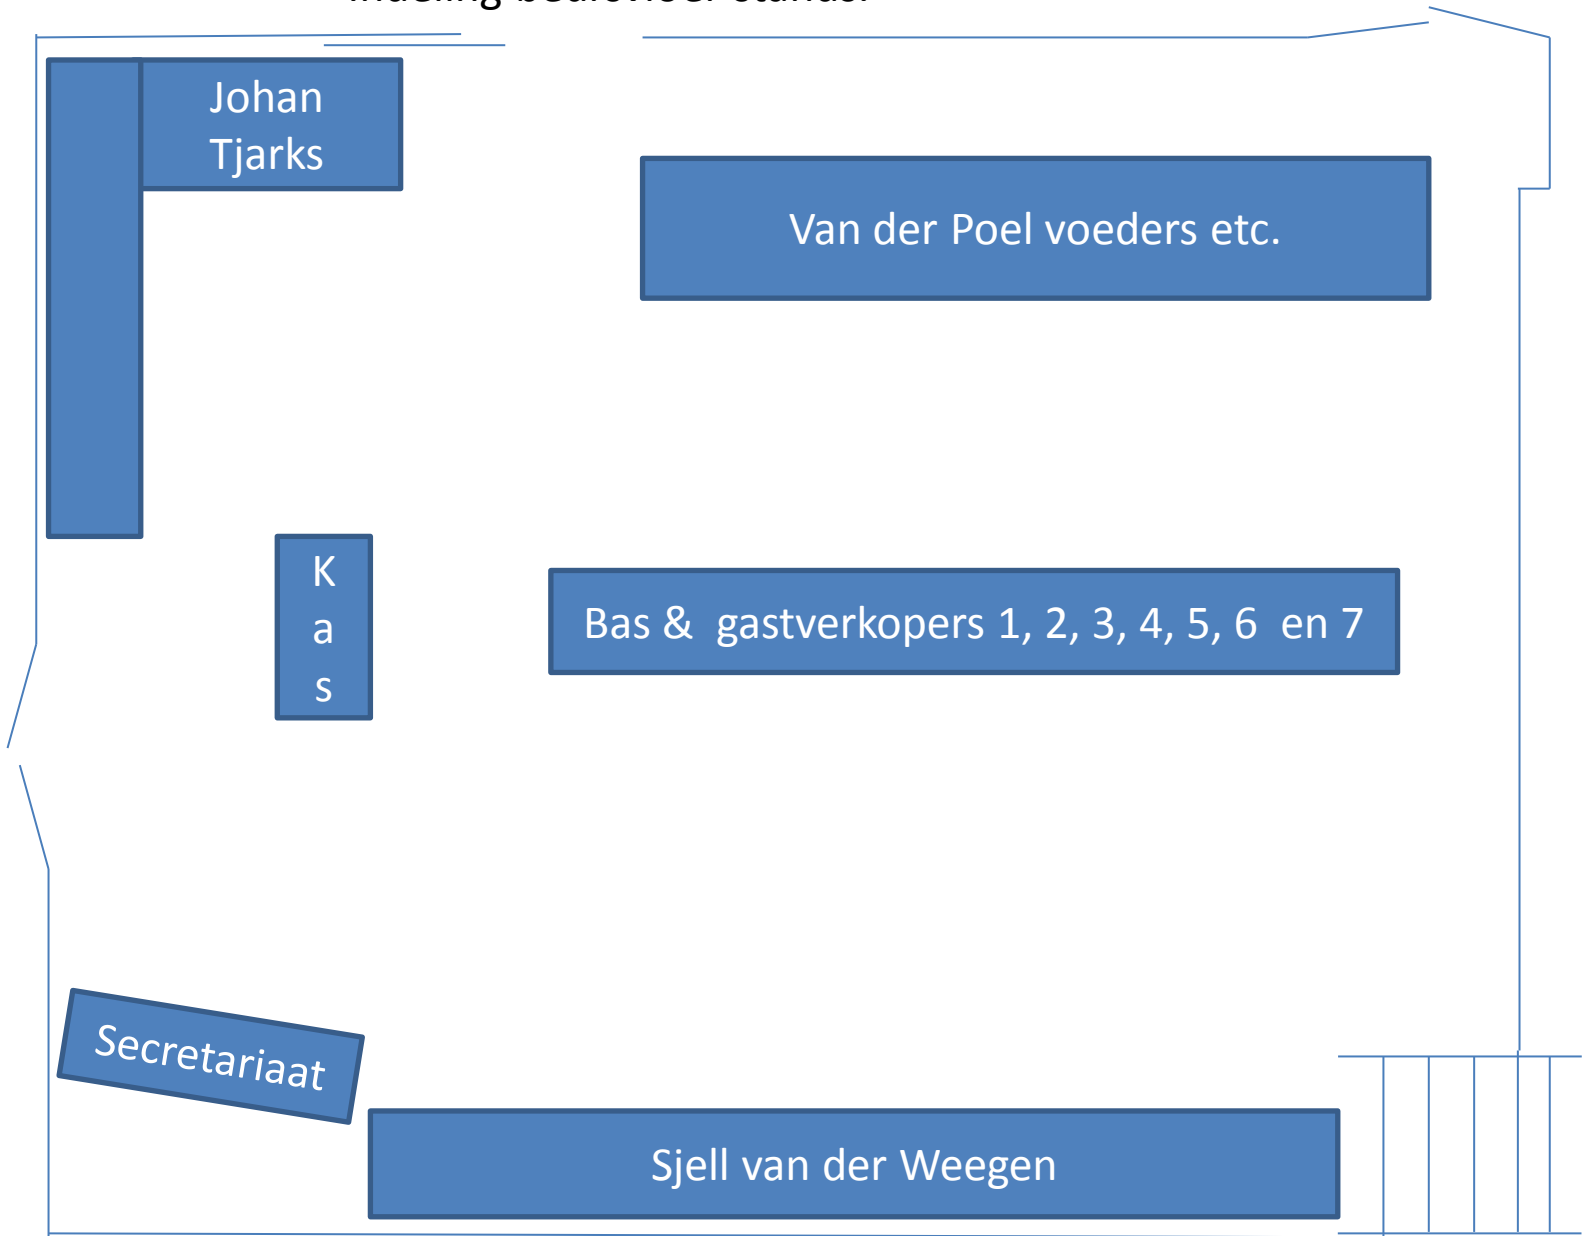 Johan
Tjarks
Van der Poel voeders etc.
K
a
s
Bas & gastverkopers 1, 2, 3, 4, 5, 6 en 7
Secretariaat
Sjell van der Weegen